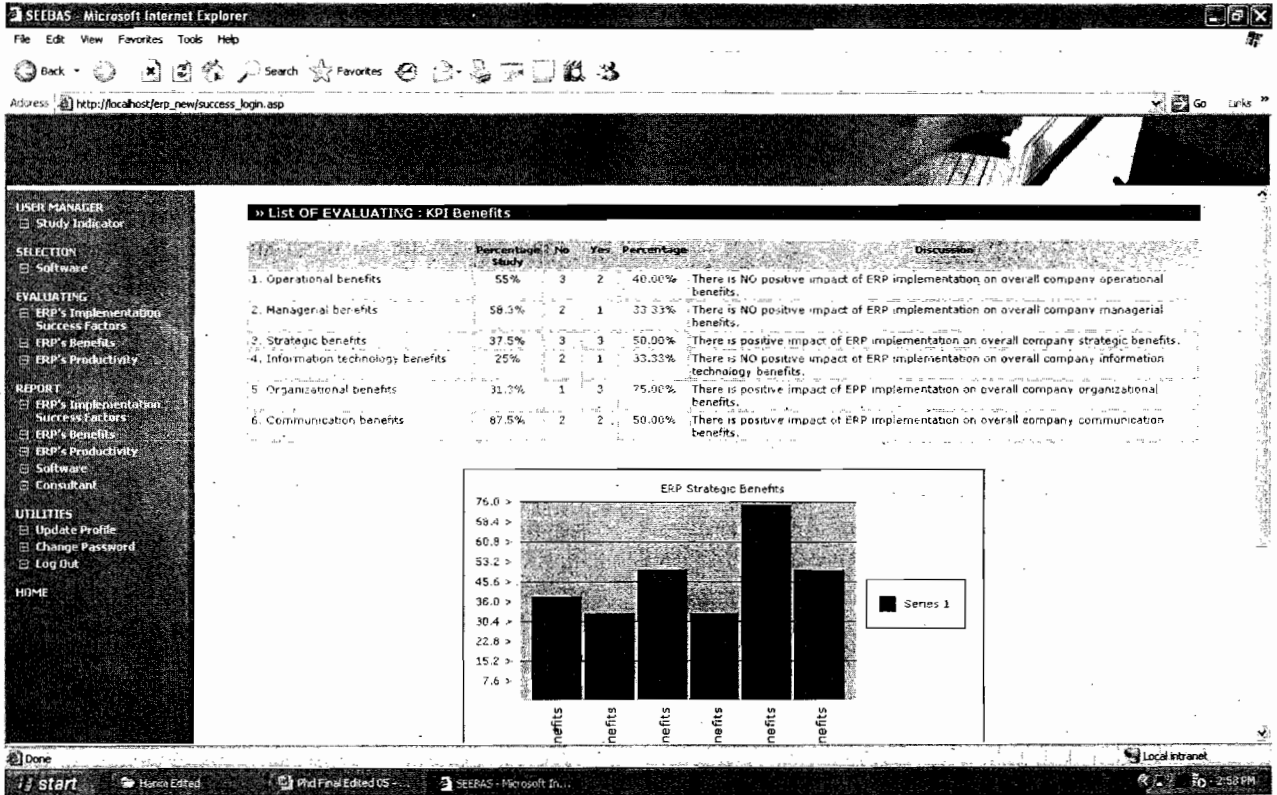 SEEBAS - Microsoft Internet Explorer
File Edit View Favorites Tools Help
Back Search Favorites
Address http://localhost/erp_new/success_login.asp Go Links »
USER MANAGER
Study Indicator
SELECTION
Software
EVALUATING
ERP's Implementation
Success Factors
ERP's Benefits
ERP's Productivity
REPORT
ERP's Implementation
Success Factors
ERP's Benefits
ERP's Productivity
Software
Consultant
UTILITIES
Update Profile
Change Password
Log Out
HOME
» List OF EVALUATING : KPI Benefits
Percentage Study No Yes Percentage Discussion
1. Operational benefits 55% 3 2 40.00% There is NO positive impact of ERP implementation on overall company operational
benefits.
2. Managerial benefits 58.3% 2 1 33.33% There is NO positive impact of ERP implementation on overall company managerial
benefits.
3. Strategic benefits 37.5% 3 3 50.00% There is positive impact of ERP implementation on overall company strategic benefits.
4. Information technology benefits 25% 2 1 33.33% There is NO positive impact of ERP implementation on overall company information
technology benefits.
5 Organizational benefits 31.3% 1 3 75.00% There is positive impact of ERP implementation on overall company organizational
benefits.
6. Communication benefits 87.5% 2 2 50.00% There is positive impact of ERP implementation on overall company communication
benefits.
ERP Strategic Benefits
76.0 >
68.4 >
60.8 >
53.2 >
45.6 >
38.0 >
30.4 >
22.8 >
15.2 >
7.6 >
Series 1
nefits nefits nefits nefits nefits nefits
Done Local intranet
start Edited Phd Final Edited 05 - ... SEEBAS - Microsoft In... 2:58 PM